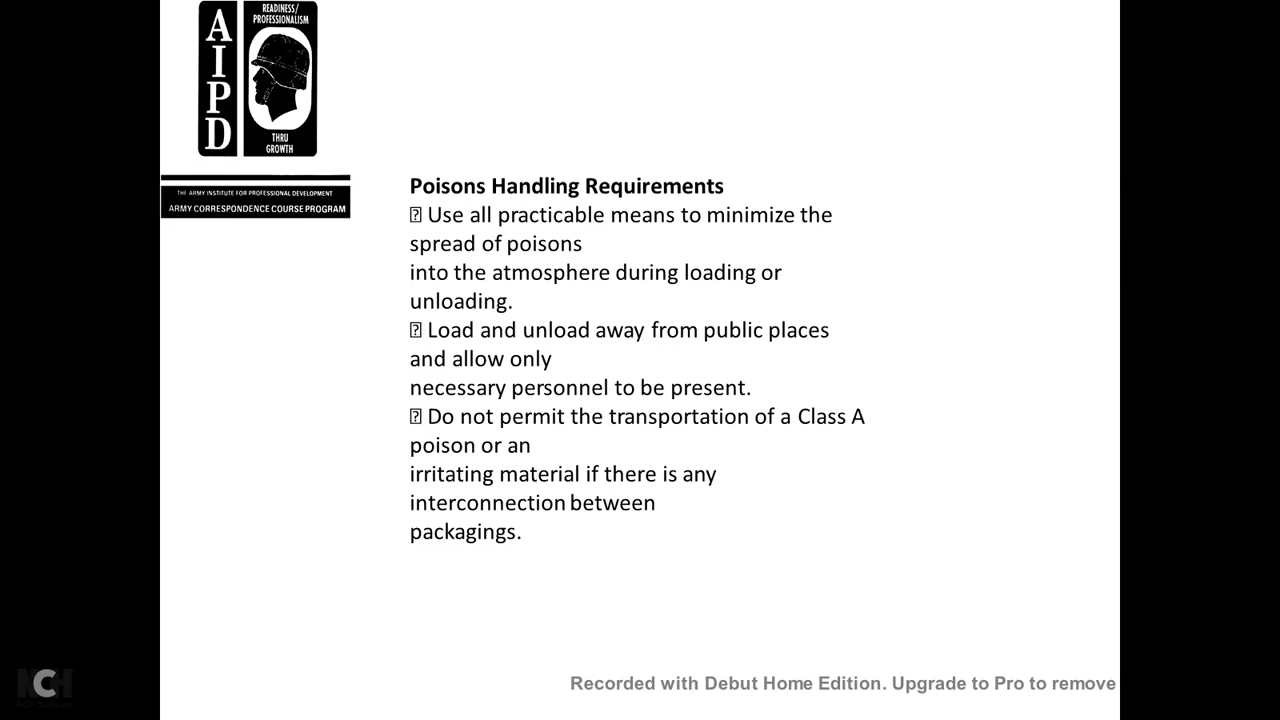 A
I
P
D
READINESS/
PROFESSIONALISM
THRU
GROWTH
THE ARMY INSTITUTE FOR PROFESSIONAL DEVELOPMENT
ARMY CORRESPONDENCE COURSE PROGRAM
Poisons Handling Requirements
⍰ Use all practicable means to minimize the
spread of poisons
into the atmosphere during loading or
unloading.
⍰ Load and unload away from public places
and allow only
necessary personnel to be present.
⍰ Do not permit the transportation of a Class A
poison or an
irritating material if there is any
interconnection between
packagings.
NCH
Recorded with Debut Home Edition. Upgrade to Pro to remove